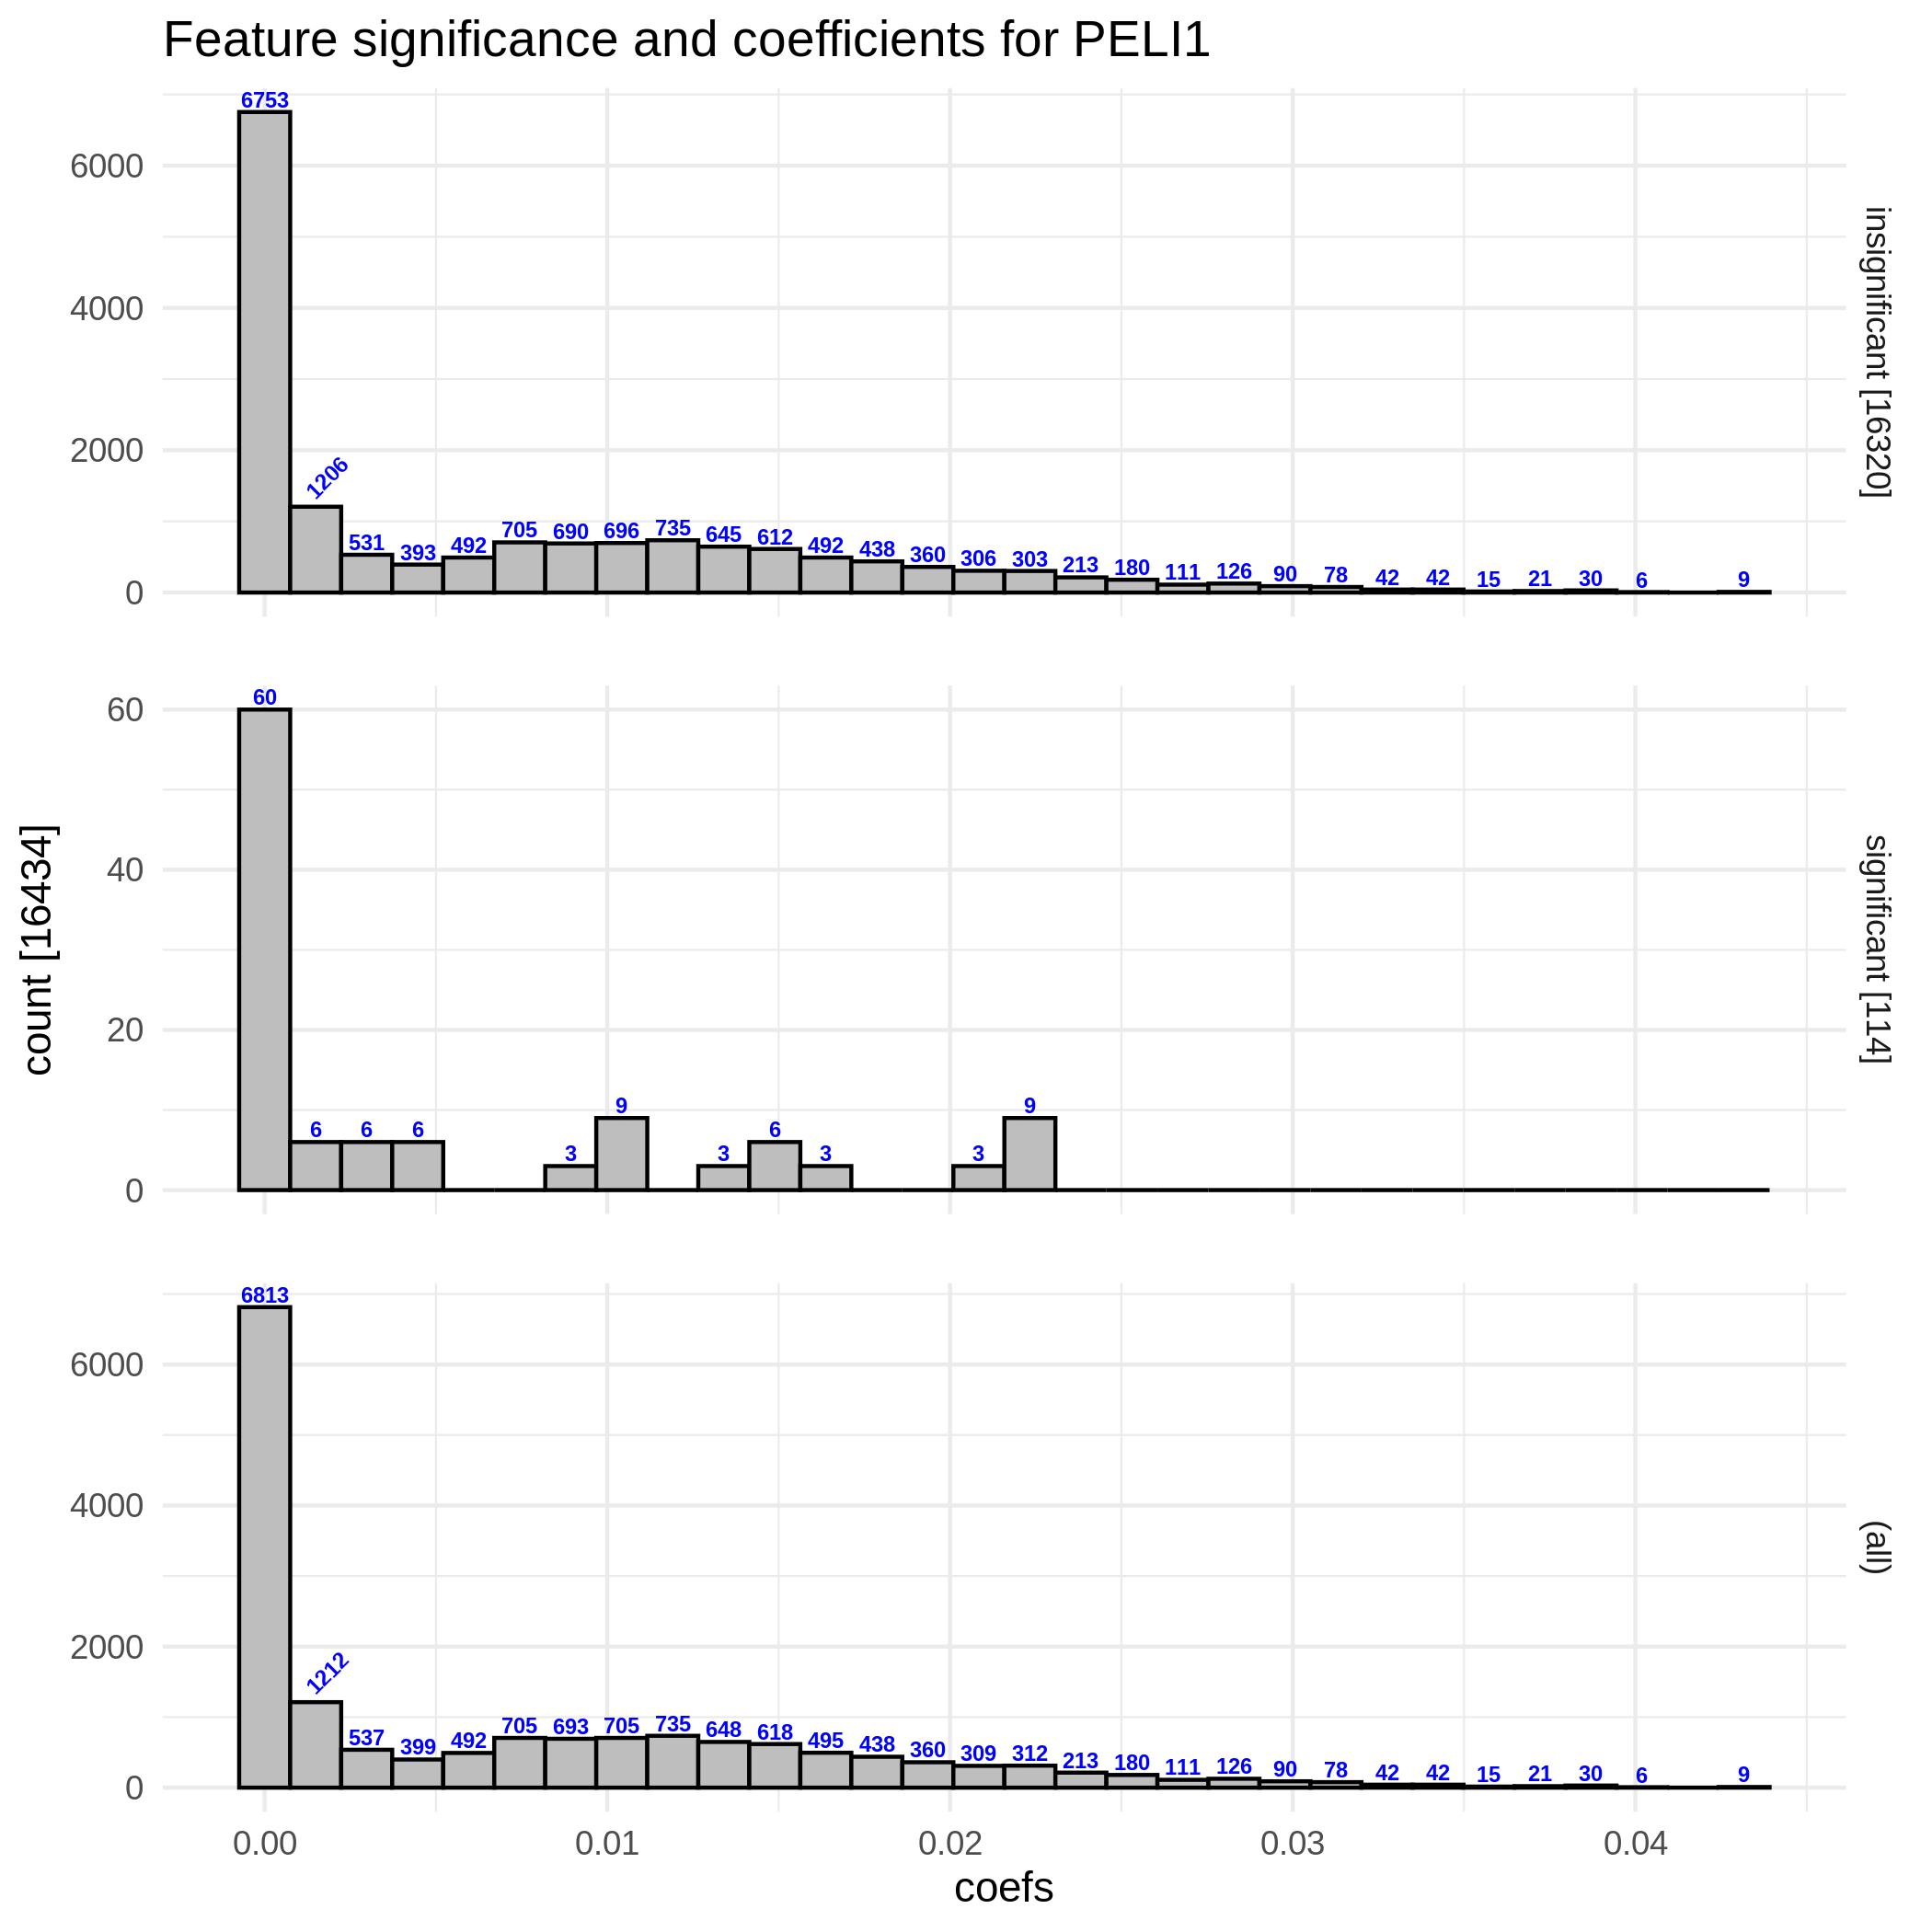 Feature significance and coefficients for PELI1
count [16434]
6000
4000
2000
0
6753
1206
531 393 492 705 690 696 735 645 612 492 438 360 306 303 213 180 111 126 90 78 42 42 15 21 30 6 9
insignificant [16320]
60
40
20
0
60
6 6 6 3 9 3 6 3 3 9
significant [114]
6000
4000
2000
0
6813
1212
537 399 492 705 693 705 735 648 618 495 438 360 309 312 213 180 111 126 90 78 42 42 15 21 30 6 9
(all)
0.00 0.01 0.02 0.03 0.04
coefs